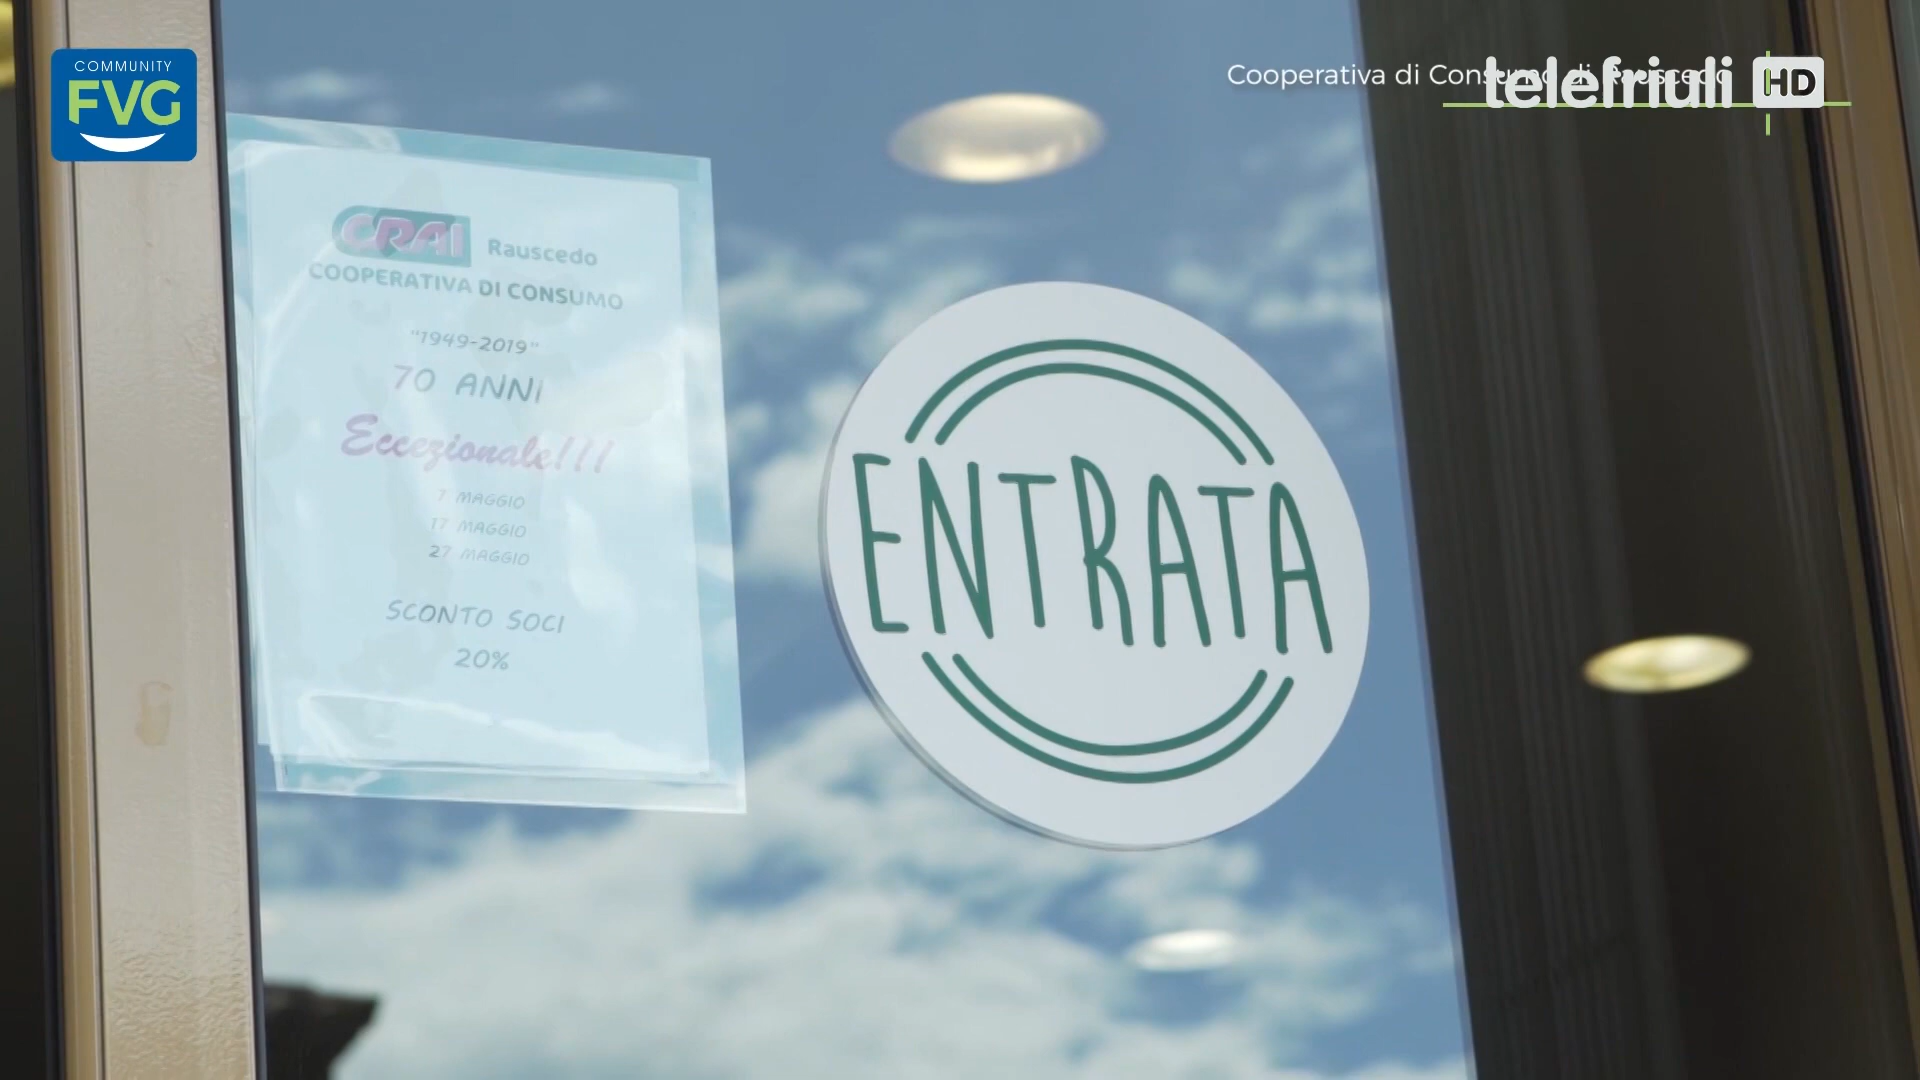 COMMUNITY
FVG
Cooperativa di Consumo di Rauscedo
telefriuli HD
CRAI Rauscedo
COOPERATIVA DI CONSUMO
"1949-2019"
70 ANNI
Eccezionale!!!
7 MAGGIO
17 MAGGIO
27 MAGGIO
SCONTO SOCI
20%
ENTRATA